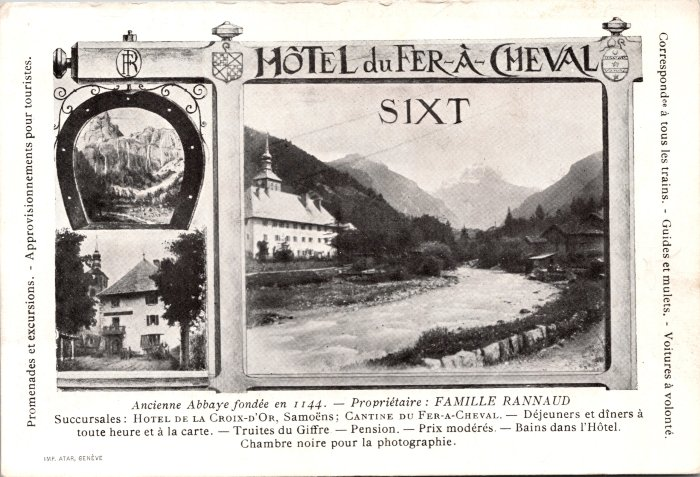 HÔTEL du FER-À-CHEVAL
SIXT
Promenades et excursions. - Approvisionnements pour touristes.
Correspondce à tous les trains. - Guides et mulets. - Voitures à volonté.
Ancienne Abbaye fondée en 1144. — Propriétaire : FAMILLE RANNAUD
Succursales : HOTEL DE LA CROIX-D'OR, Samoëns; CANTINE DU FER-A-CHEVAL. — Déjeuners et dîners à
toute heure et à la carte. — Truites du Giffre — Pension. — Prix modérés. — Bains dans l'Hôtel.
Chambre noire pour la photographie.
IMP. ATAR, GENÈVE